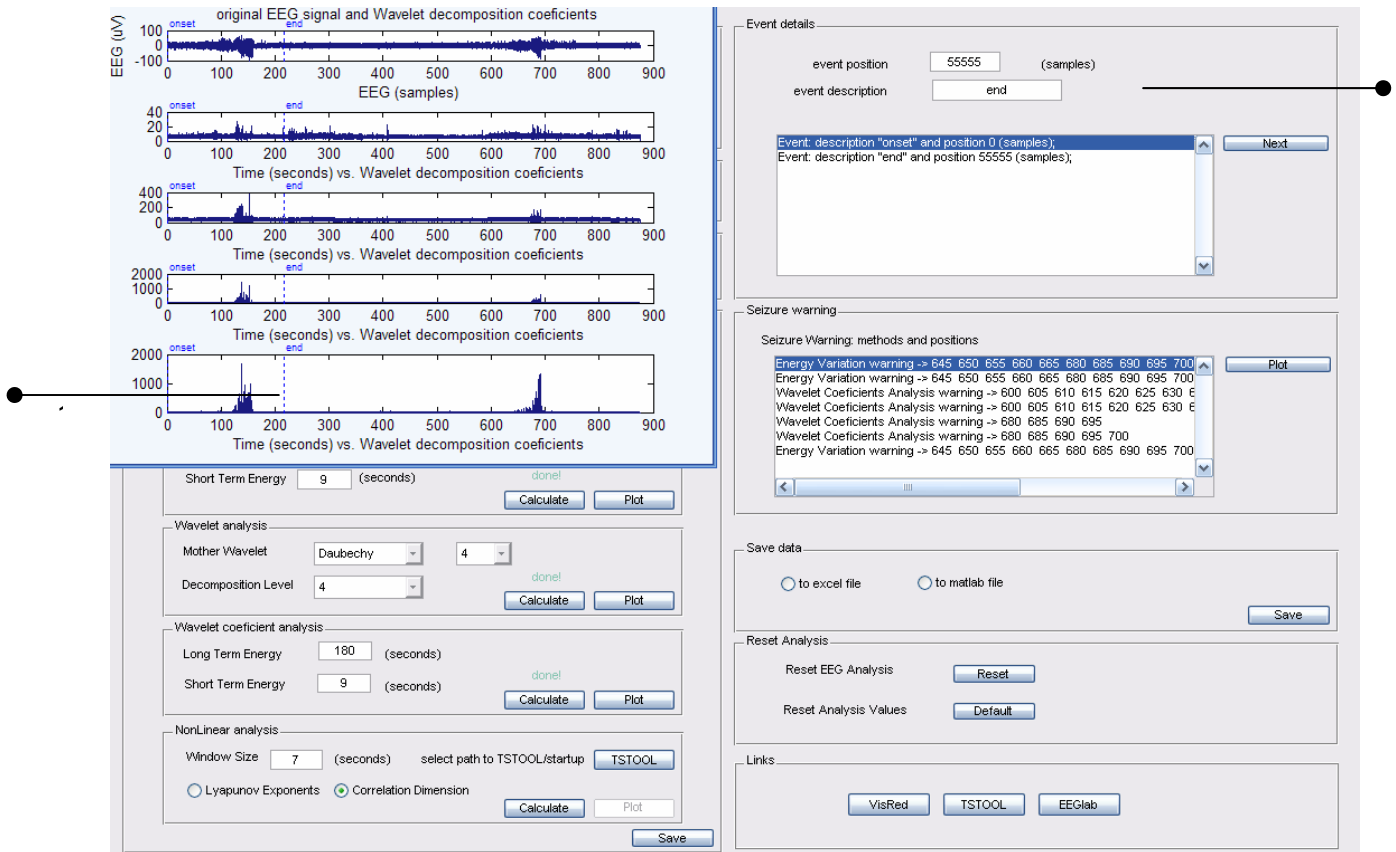 original EEG signal and Wavelet decomposition coeficients
onset end
EEG (uV)
100
0
-100
0 100 200 300 400 500 600 700 800 900
EEG (samples)
onset end
40
20
0
0 100 200 300 400 500 600 700 800 900
Time (seconds) vs. Wavelet decomposition coeficients
onset end
400
200
0
0 100 200 300 400 500 600 700 800 900
Time (seconds) vs. Wavelet decomposition coeficients
onset end
2000
1000
0
0 100 200 300 400 500 600 700 800 900
Time (seconds) vs. Wavelet decomposition coeficients
onset end
2000
1000
0
0 100 200 300 400 500 600 700 800 900
Time (seconds) vs. Wavelet decomposition coeficients
Short Term Energy 9 (seconds) done!
Calculate Plot
Wavelet analysis
Mother Wavelet Daubechy 4
Decomposition Level 4 done!
Calculate Plot
Wavelet coeficient analysis
Long Term Energy 180 (seconds)
Short Term Energy 9 (seconds) done!
Calculate Plot
NonLinear analysis
Window Size 7 (seconds) select path to TSTOOL/startup TSTOOL
Lyapunov Exponents Correlation Dimension
Calculate Plot
Save
Event details
event position 55555 (samples)
event description end
Event: description "onset" and position 0 (samples);
Event: description "end" and position 55555 (samples);
Next
Seizure warning
Seizure Warning: methods and positions
Energy Variation warning -> 645 650 655 660 665 680 685 690 695 700
Energy Variation warning -> 645 650 655 660 665 680 685 690 695 700
Wavelet Coeficients Analysis warning -> 600 605 610 615 620 625 630
Wavelet Coeficients Analysis warning -> 600 605 610 615 620 625 630
Wavelet Coeficients Analysis warning -> 680 685 690 695
Wavelet Coeficients Analysis warning -> 680 685 690 695 700
Energy Variation warning -> 645 650 655 660 665 680 685 690 695 700
Plot
Save data
to excel file to matlab file
Save
Reset Analysis
Reset EEG Analysis Reset
Reset Analysis Values Default
Links
VisRed TSTOOL EEGlab